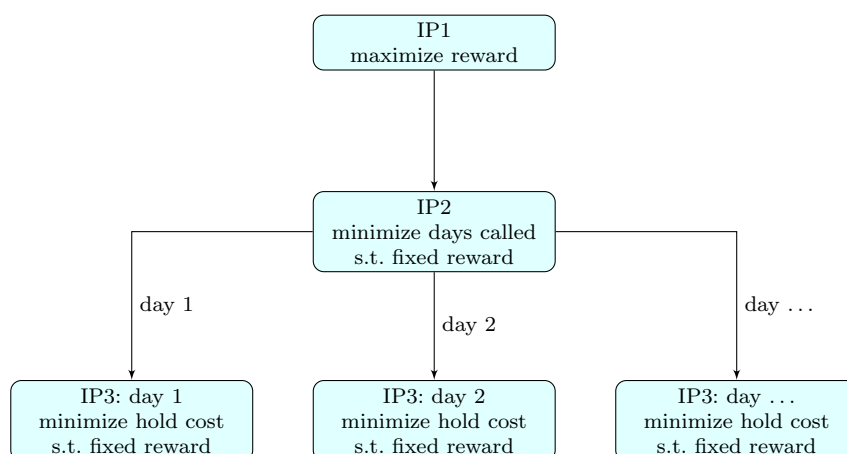 IP1
maximize reward
IP2
minimize days called
s.t. fixed reward
day 1
day 2
day . . .
IP3: day 1
minimize hold cost
s.t. fixed reward
IP3: day 2
minimize hold cost
s.t. fixed reward
IP3: day . . .
minimize hold cost
s.t. fixed reward